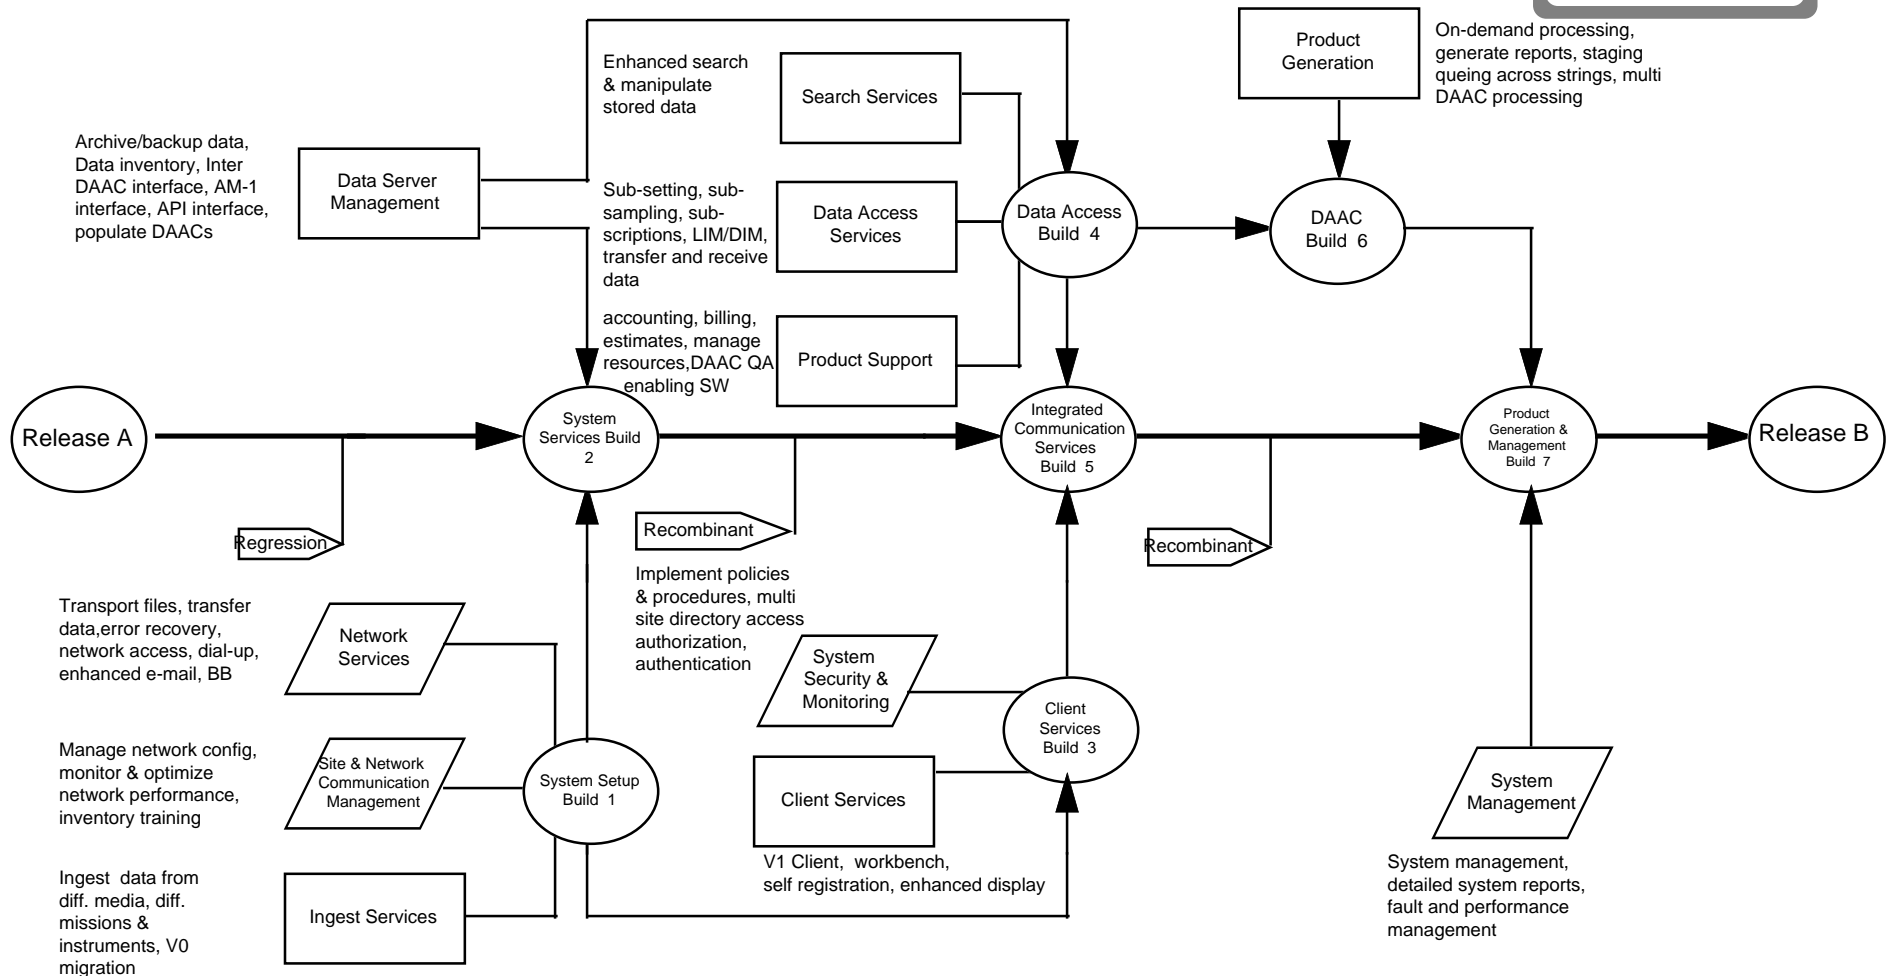 Product
Generation
On-demand processing,
generate reports, staging
queing across strings, multi
DAAC processing
Enhanced search
& manipulate
stored data
Search Services
Archive/backup data,
Data inventory, Inter
DAAC interface, AM-1
interface, API interface,
populate DAACs
Data Server
Management
Sub-setting, sub-
sampling, sub-
scriptions, LIM/DIM,
transfer and receive
data
Data Access
Services
Data Access
Build 4
DAAC
Build 6
accounting, billing,
estimates, manage
resources,DAAC QA
enabling SW
Product Support
Release A
System
Services Build
2
Integrated
Communication
Services
Build 5
Product
Generation &
Management
Build 7
Release B
Regression
Recombinant
Recombinant
Implement policies
& procedures, multi
site directory access
authorization,
authentication
Transport files, transfer
data,error recovery,
network access, dial-up,
enhanced e-mail, BB
Network
Services
System
Security &
Monitoring
Client
Services
Build 3
Manage network config,
monitor & optimize
network performance,
inventory training
Site & Network
Communication
Management
System Setup
Build 1
Client Services
V1 Client, workbench,
self registration, enhanced display
System
Management
System management,
detailed system reports,
fault and performance
management
Ingest data from
diff. media, diff.
missions &
instruments, V0
migration
Ingest Services